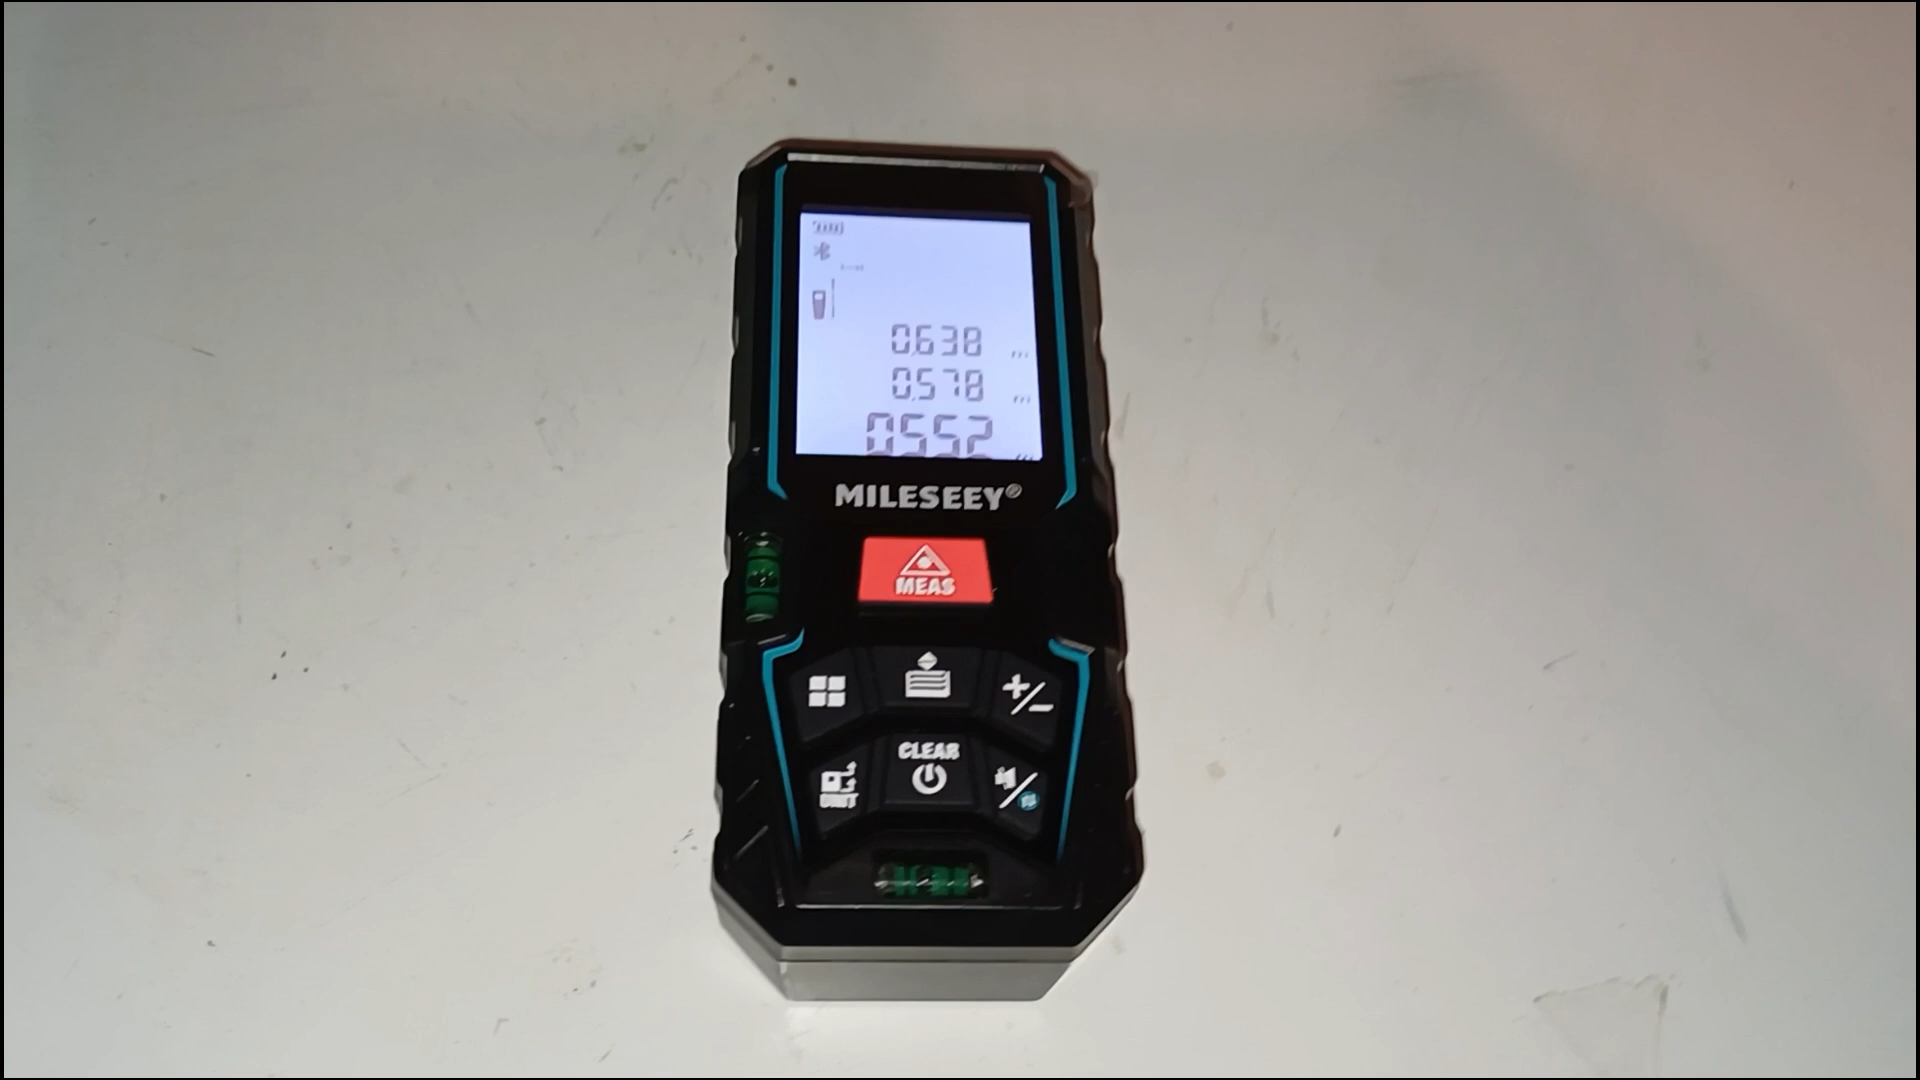 0.638 m
0.578 m
0.552 m
MILESEEY®
MEAS
+/-
CLEAR
UNIT